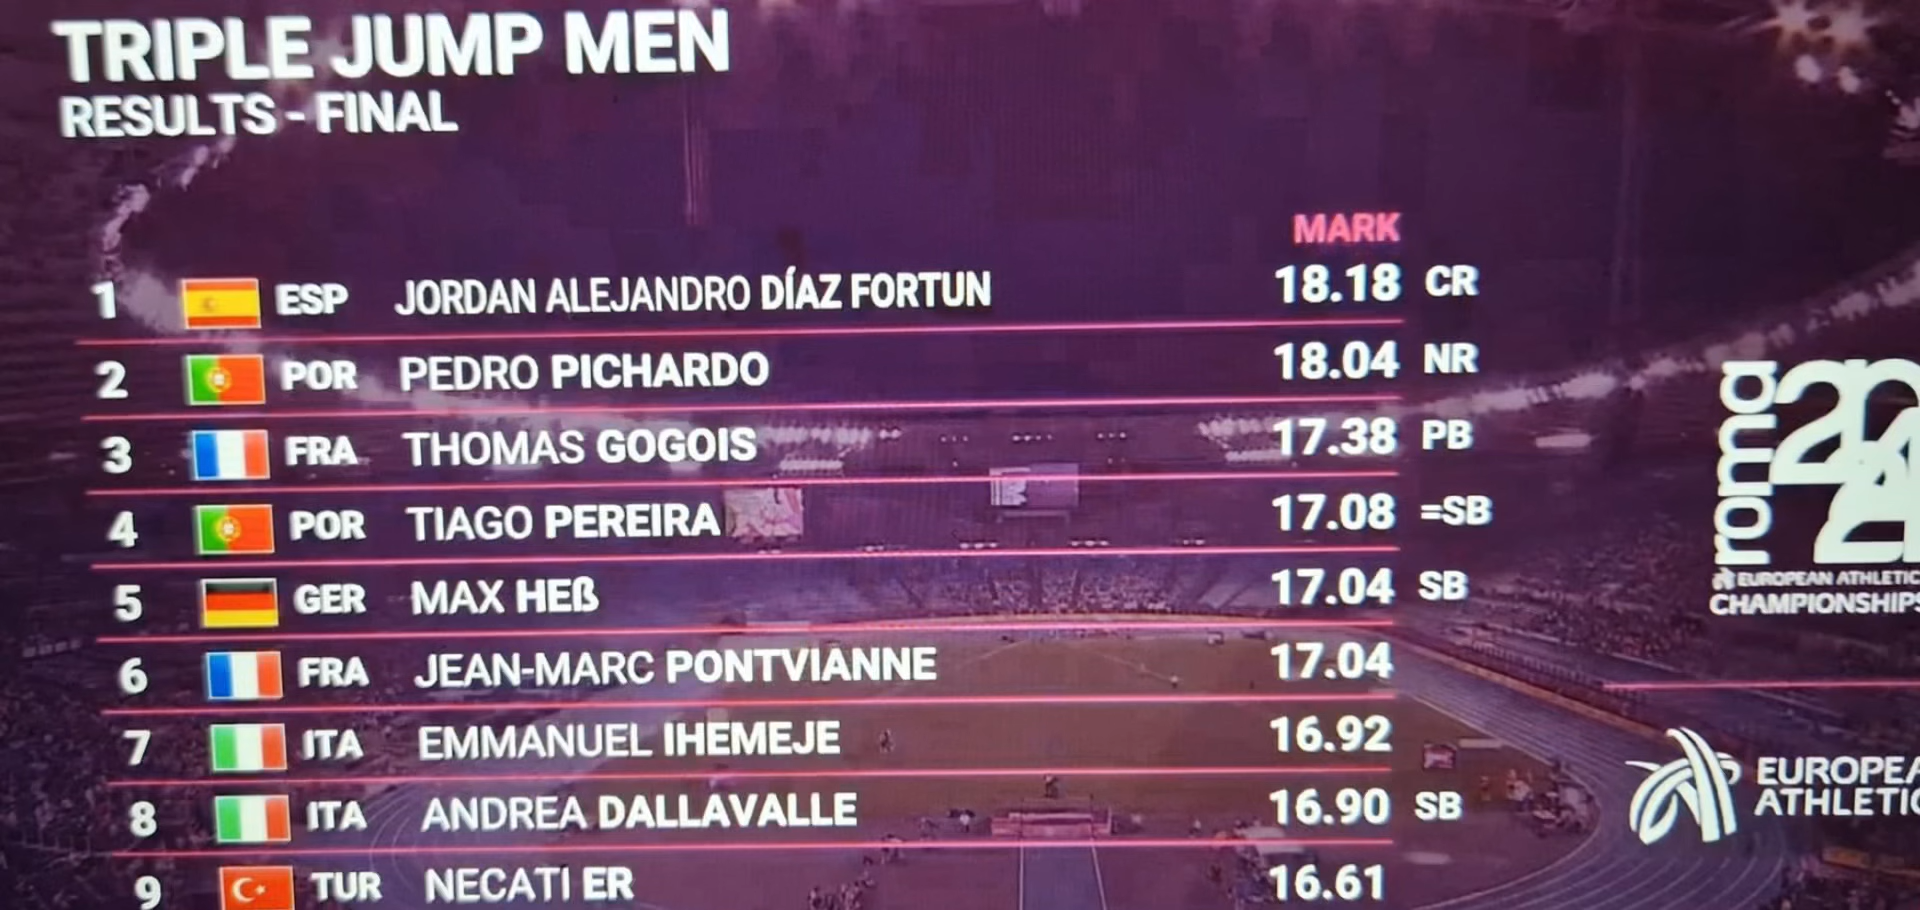 TRIPLE JUMP MEN
RESULTS - FINAL
MARK
1 ESP JORDAN ALEJANDRO DÍAZ FORTUN 18.18 CR
2 POR PEDRO PICHARDO 18.04 NR
3 FRA THOMAS GOGOIS 17.38 PB
4 POR TIAGO PEREIRA 17.08 =SB
5 GER MAX HEß 17.04 SB
6 FRA JEAN-MARC PONTVIANNE 17.04
7 ITA EMMANUEL IHEMEJE 16.92
8 ITA ANDREA DALLAVALLE 16.90 SB
9 TUR NECATI ER 16.61
roma
2024
EUROPEAN ATHLETIC
CHAMPIONSHIPS
EUROPEA
ATHLETIC